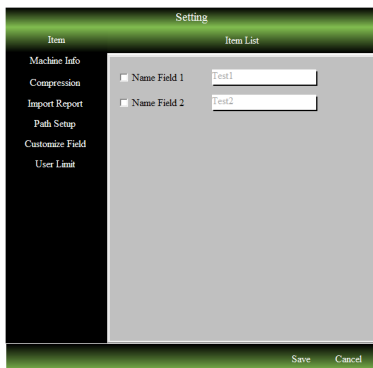 Setting
Item
Item List
Machine Info
Compression
Import Report
Path Setup
Customize Field
User Limit
Name Field 1
Test1
Name Field 2
Test2
Save
Cancel